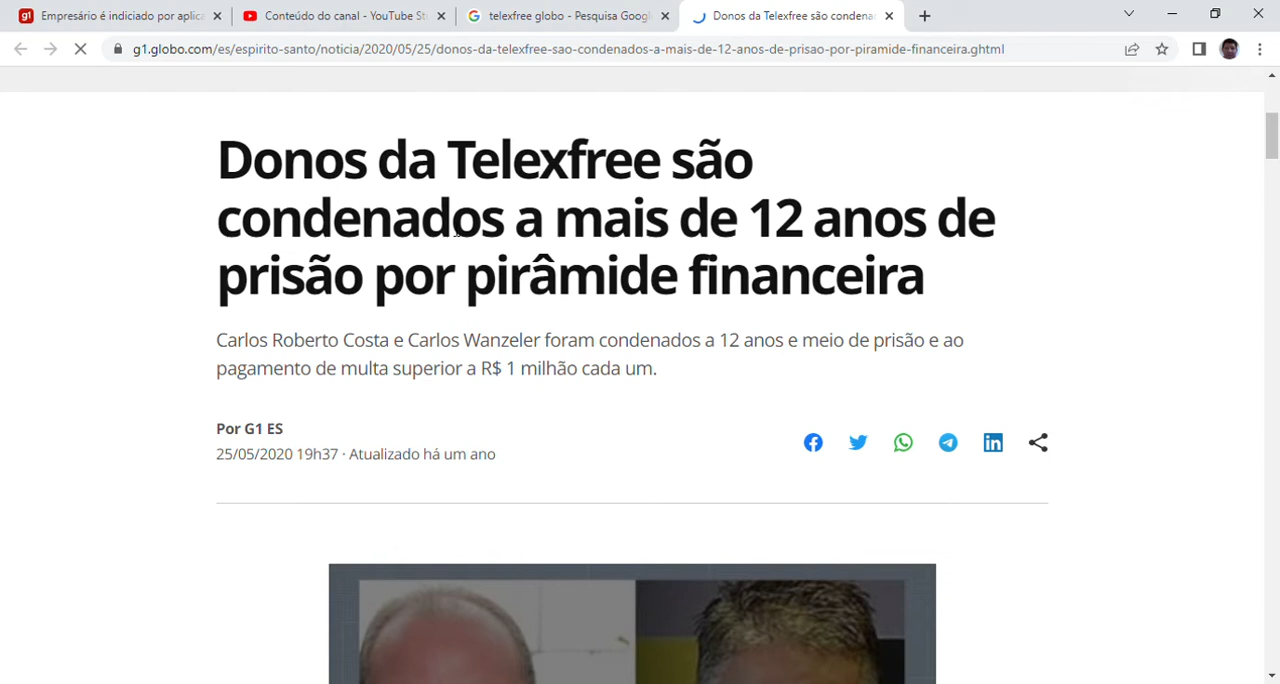 g1 Empresário é indiciado por aplica
Conteúdo do canal - YouTube St
telexfree globo - Pesquisa Googl
Donos da Telexfree são condena
g1.globo.com/es/espirito-santo/noticia/2020/05/25/donos-da-telexfree-sao-condenados-a-mais-de-12-anos-de-prisao-por-piramide-financeira.ghtml
Donos da Telexfree são
condenados a mais de 12 anos de
prisão por pirâmide financeira
Carlos Roberto Costa e Carlos Wanzeler foram condenados a 12 anos e meio de prisão e ao
pagamento de multa superior a R$ 1 milhão cada um.
Por G1 ES
25/05/2020 19h37 · Atualizado há um ano
in